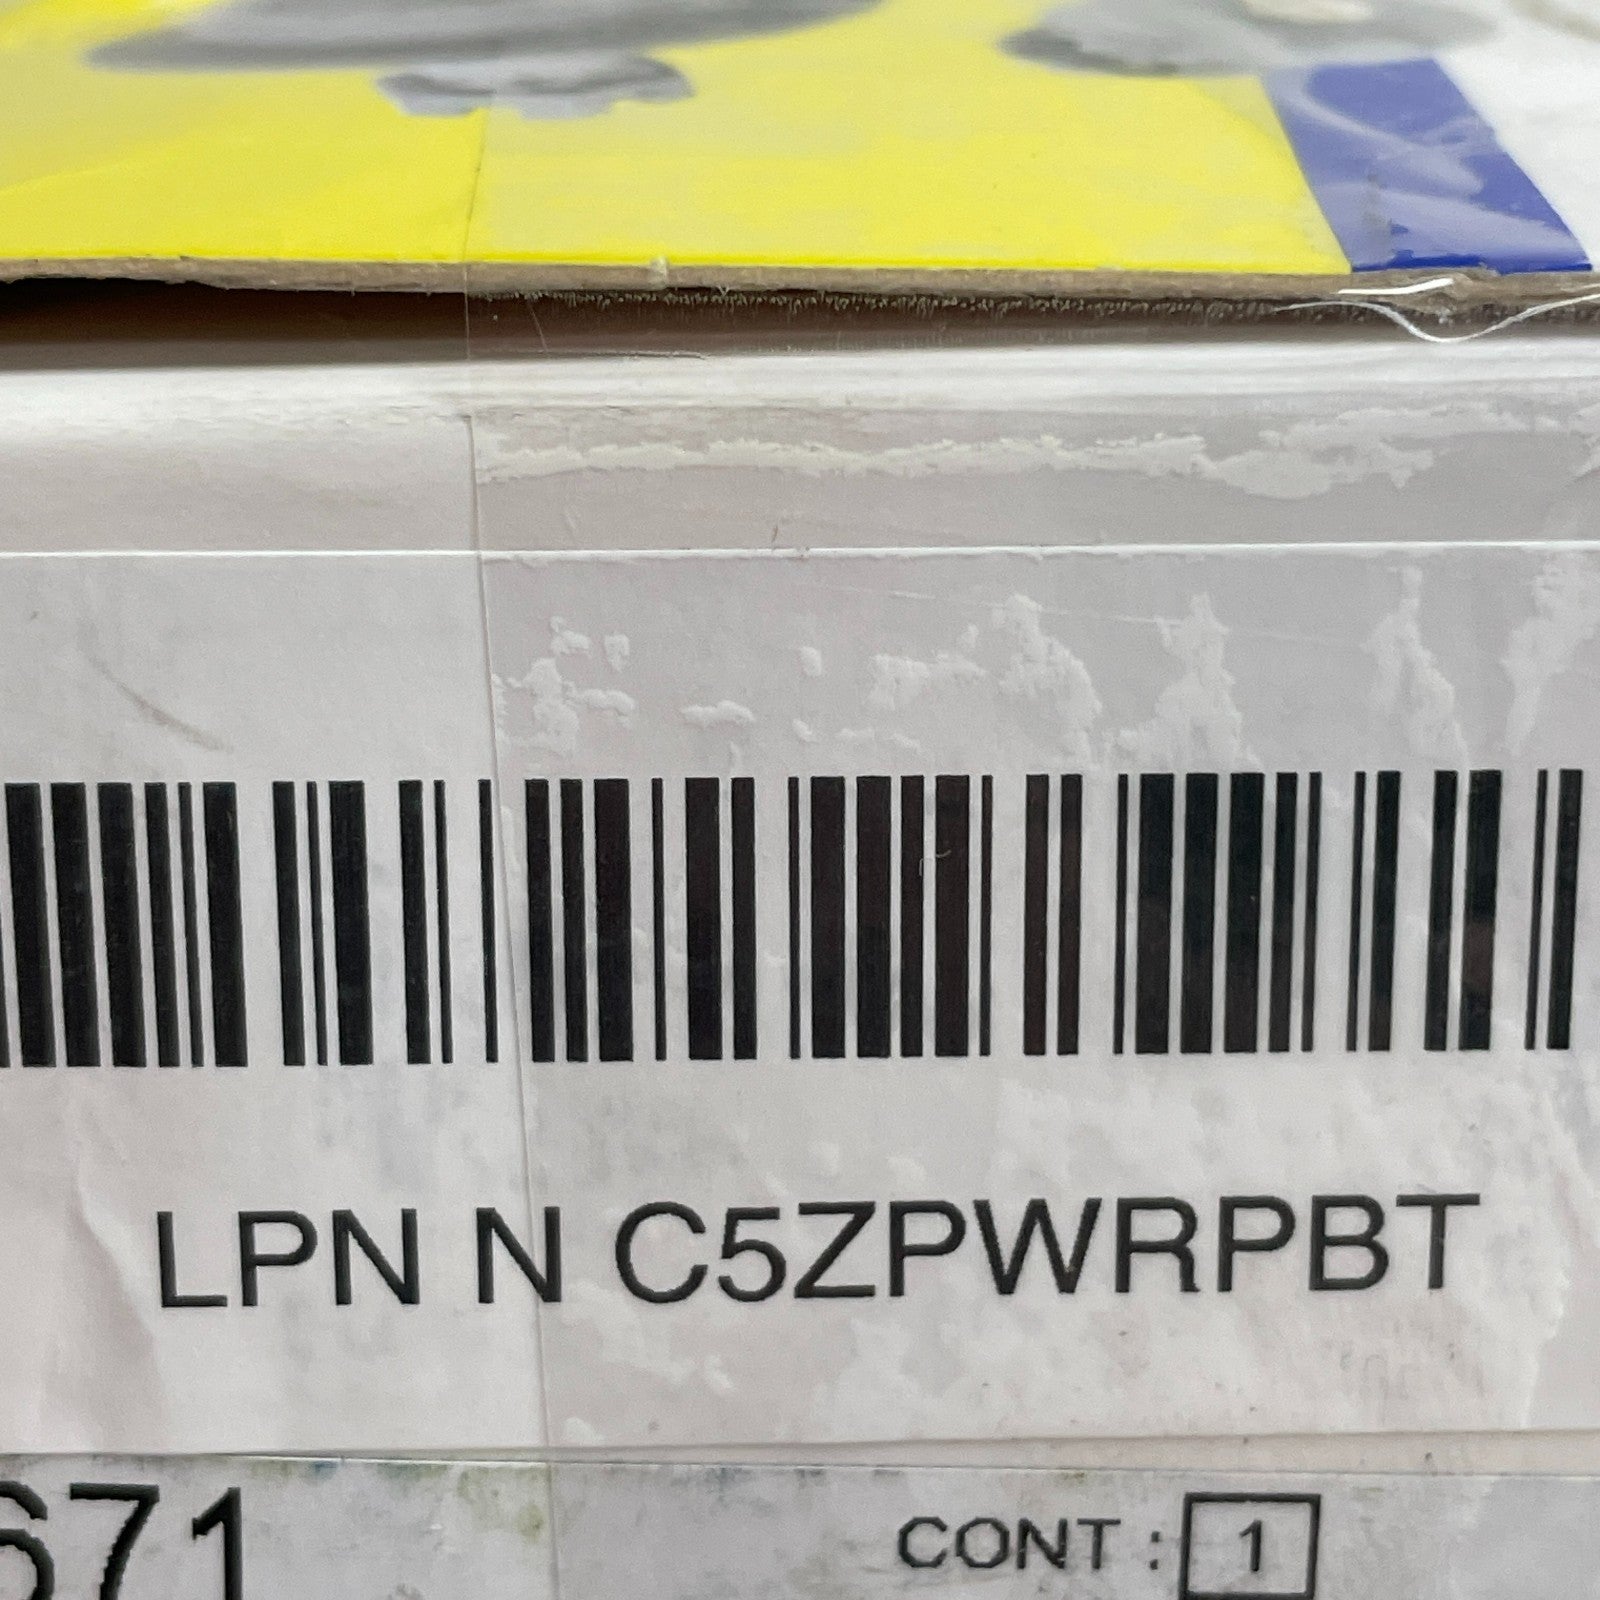 LPN N C5ZPWRPBT
671
CONT : 1